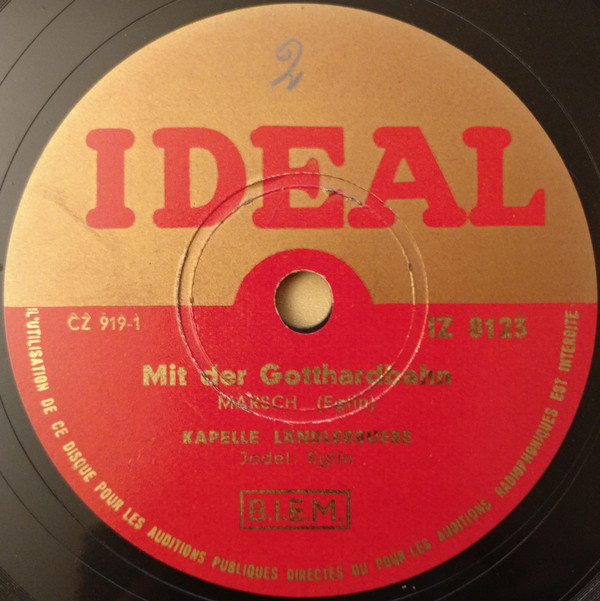 2
IDEAL
CZ 919-1
IZ 8123
Mit der Gotthardbahn
MARSCH (Eglin)
KAPELLE LÄNDLERBUEBE
Jodel: Eglin
B.I.E.M.
L'UTILISATION DE CE DISQUE POUR LES AUDITIONS PUBLIQUES DIRECTES OU POUR LES AUDITIONS RADIOPHONIQUES EST INTERDITE